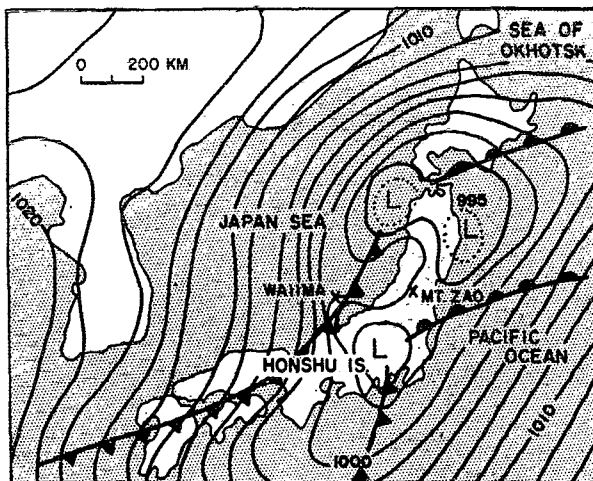 SEA OF
OKHOTSK
1010
0 200 KM
1020
JAPAN SEA
L
995
L
WAJIMA
X MT. ZAO
PACIFIC
OCEAN
L
HONSHU IS.
1010
1000